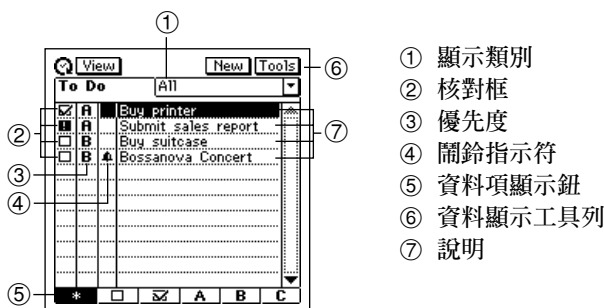 ①
View New Tools
⑥
To Do All
A Buy printer
A Submit sales report
B Buy suitcase
B Bossanova Concert
②
⑦
③
④
⑤
* A B C
① 顯示類別
② 核對框
③ 優先度
④ 鬧鈴指示符
⑤ 資料項顯示鈕
⑥ 資料顯示工具列
⑦ 說明